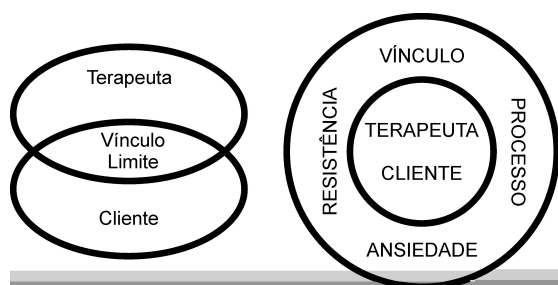 Terapeuta
Vínculo
Limite
Cliente
VÍNCULO
RESISTÊNCIA
TERAPEUTA
CLIENTE
PROCESSO
ANSIEDADE